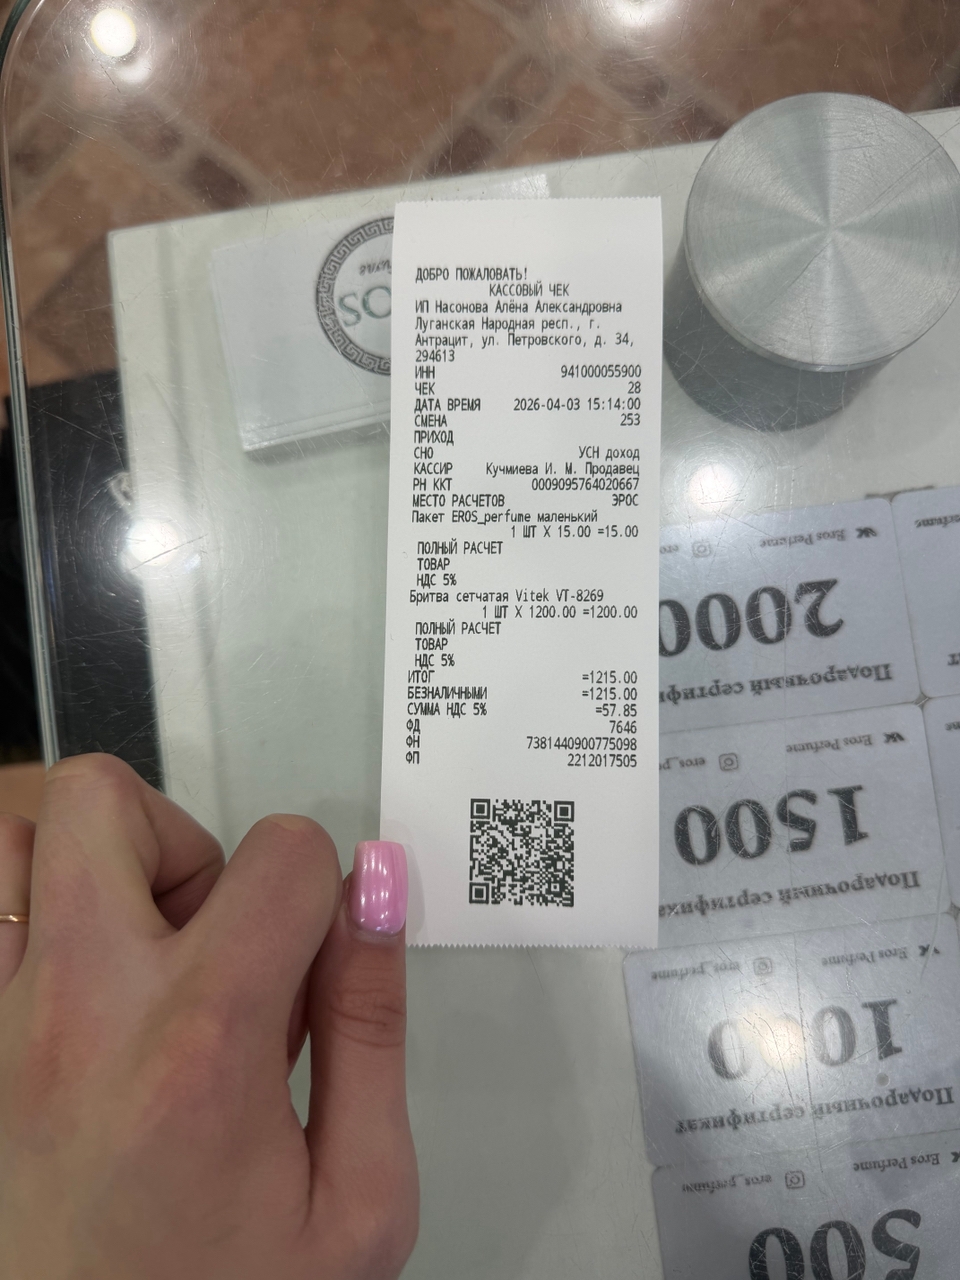 ДОБРО ПОЖАЛОВАТЬ!
КАССОВЫЙ ЧЕК
ИП Насонова Алёна Александровна
Луганская Народная респ., г.
Антрацит, ул. Петровского, д. 34,
294613
ИНН 941000055900
ЧЕК 28
ДАТА ВРЕМЯ 2026-04-03 15:14:00
СМЕНА 253
ПРИХОД
СНО УСН доход
КАССИР Кучмиева И. М. Продавец
РН ККТ 0009095764020667
МЕСТО РАСЧЕТОВ ЭРОС
Пакет EROS_perfume маленький
1 ШТ X 15.00 =15.00
ПОЛНЫЙ РАСЧЕТ
ТОВАР
НДС 5%
Бритва сетчатая Vitek VT-8269
1 ШТ X 1200.00 =1200.00
ПОЛНЫЙ РАСЧЕТ
ТОВАР
НДС 5%
ИТОГ =1215.00
БЕЗНАЛИЧНЫМИ =1215.00
СУММА НДС 5% =57.85
ФД 7646
ФН 7381440900775098
ФП 2212017505
Eros Perfume
2000
Подарочный
Eros Perfume
1500
Подарочный
Eros Perfume eros_perfume
1000
Подарочный сертификат
Eros Perfume eros_perfume
500